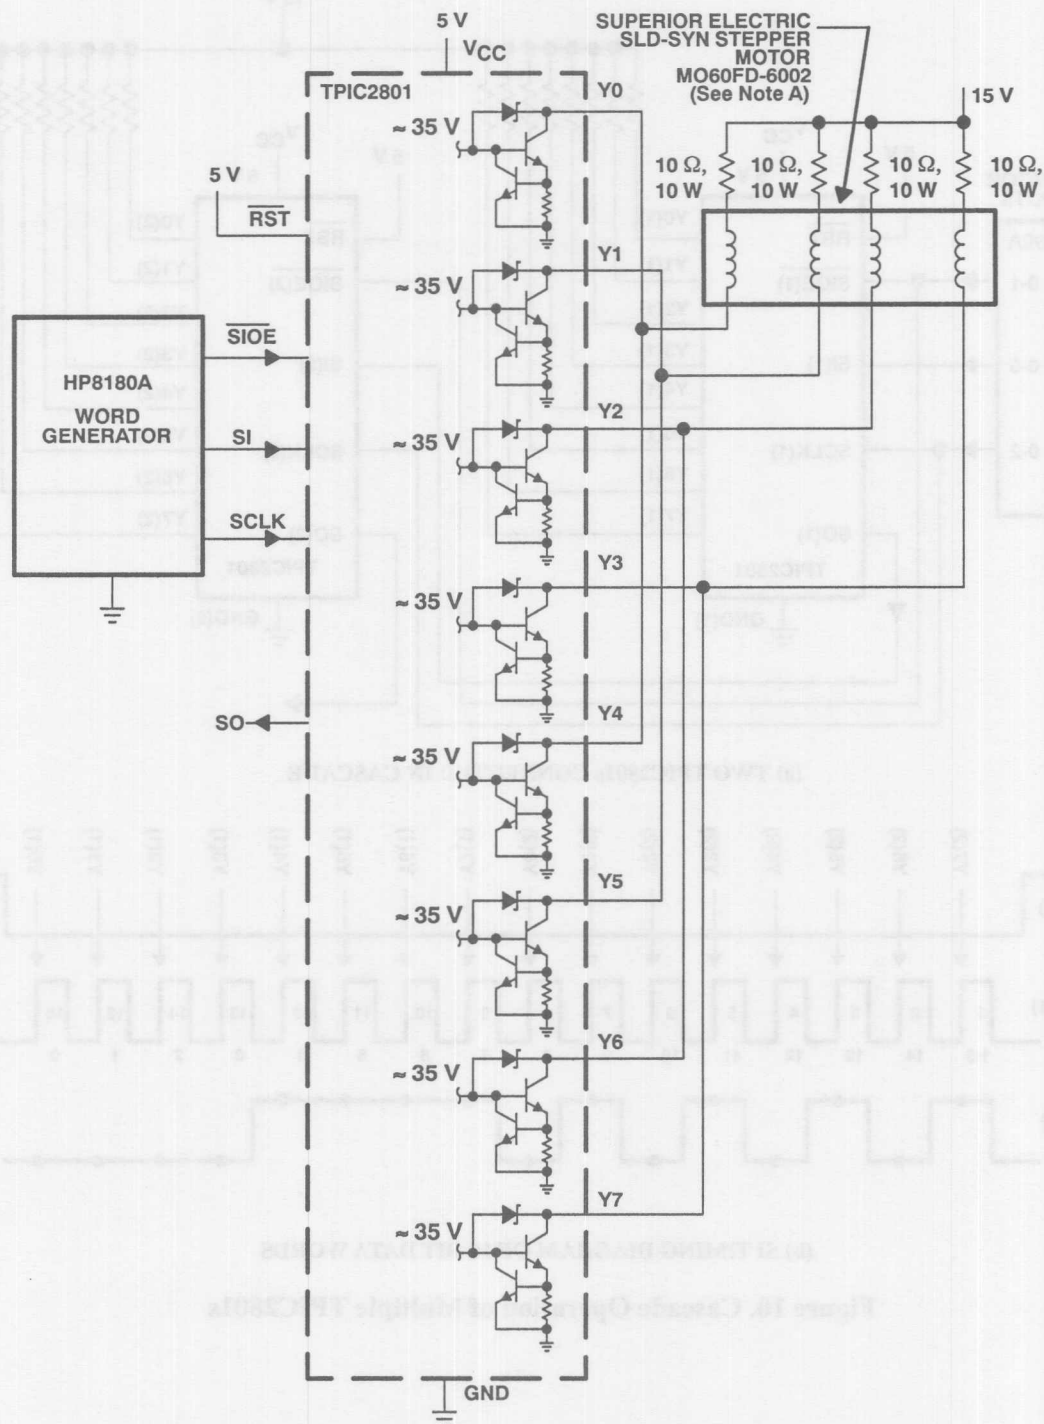 5 V
VCC
SUPERIOR ELECTRIC
SLD-SYN STEPPER
MOTOR
MO60FD-6002
(See Note A)
15 V
TPIC2801
Y0
≈ 35 V
10 Ω,
10 W
10 Ω,
10 W
10 Ω,
10 W
10 Ω,
10 W
5 V
RST
Y1
≈ 35 V
HP8180A
WORD
GENERATOR
SIOE
SI
SCLK
Y2
≈ 35 V
Y3
≈ 35 V
SO
Y4
≈ 35 V
Y5
≈ 35 V
Y6
≈ 35 V
Y7
≈ 35 V
GND